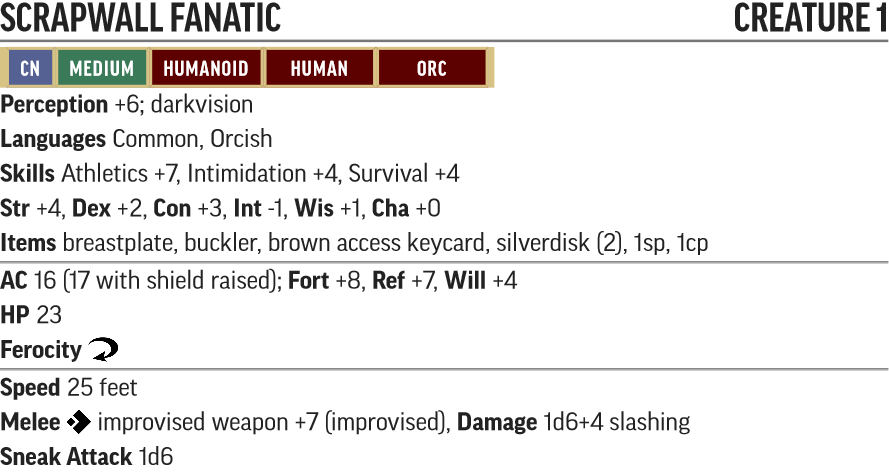 SCRAPWALL FANATIC CREATURE 1
CN MEDIUM HUMANOID HUMAN ORC
Perception +6; darkvision
Languages Common, Orcish
Skills Athletics +7, Intimidation +4, Survival +4
Str +4, Dex +2, Con +3, Int -1, Wis +1, Cha +0
Items breastplate, buckler, brown access keycard, silverdisk (2), 1sp, 1cp
AC 16 (17 with shield raised); Fort +8, Ref +7, Will +4
HP 23
Ferocity
Speed 25 feet
Melee improvised weapon +7 (improvised), Damage 1d6+4 slashing
Sneak Attack 1d6